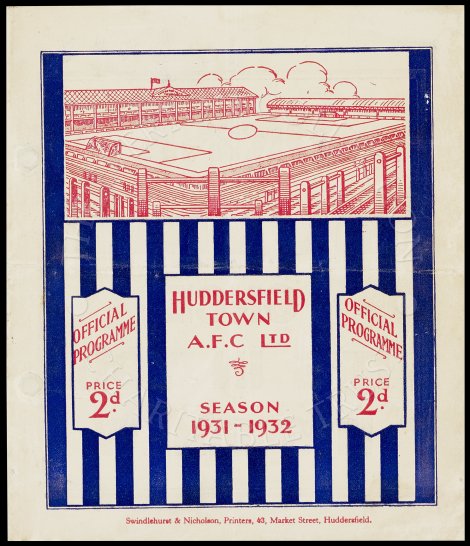 HUDDERSFIELD
TOWN
A.F.C LTD
OFFICIAL
PROGRAMME
PRICE
2d.
OFFICIAL
PROGRAMME
PRICE
2d.
SEASON
1931-1932
Swindlehurst & Nicholson, Printers, 43, Market Street, Huddersfield.